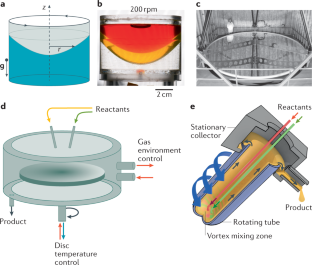 a
z
r
g
b
200 rpm
2 cm
c
d
Reactants
Gas
environment
control
Product
Disc
temperature
control
e
Reactants
Stationary
collector
Product
Rotating tube
Vortex mixing zone